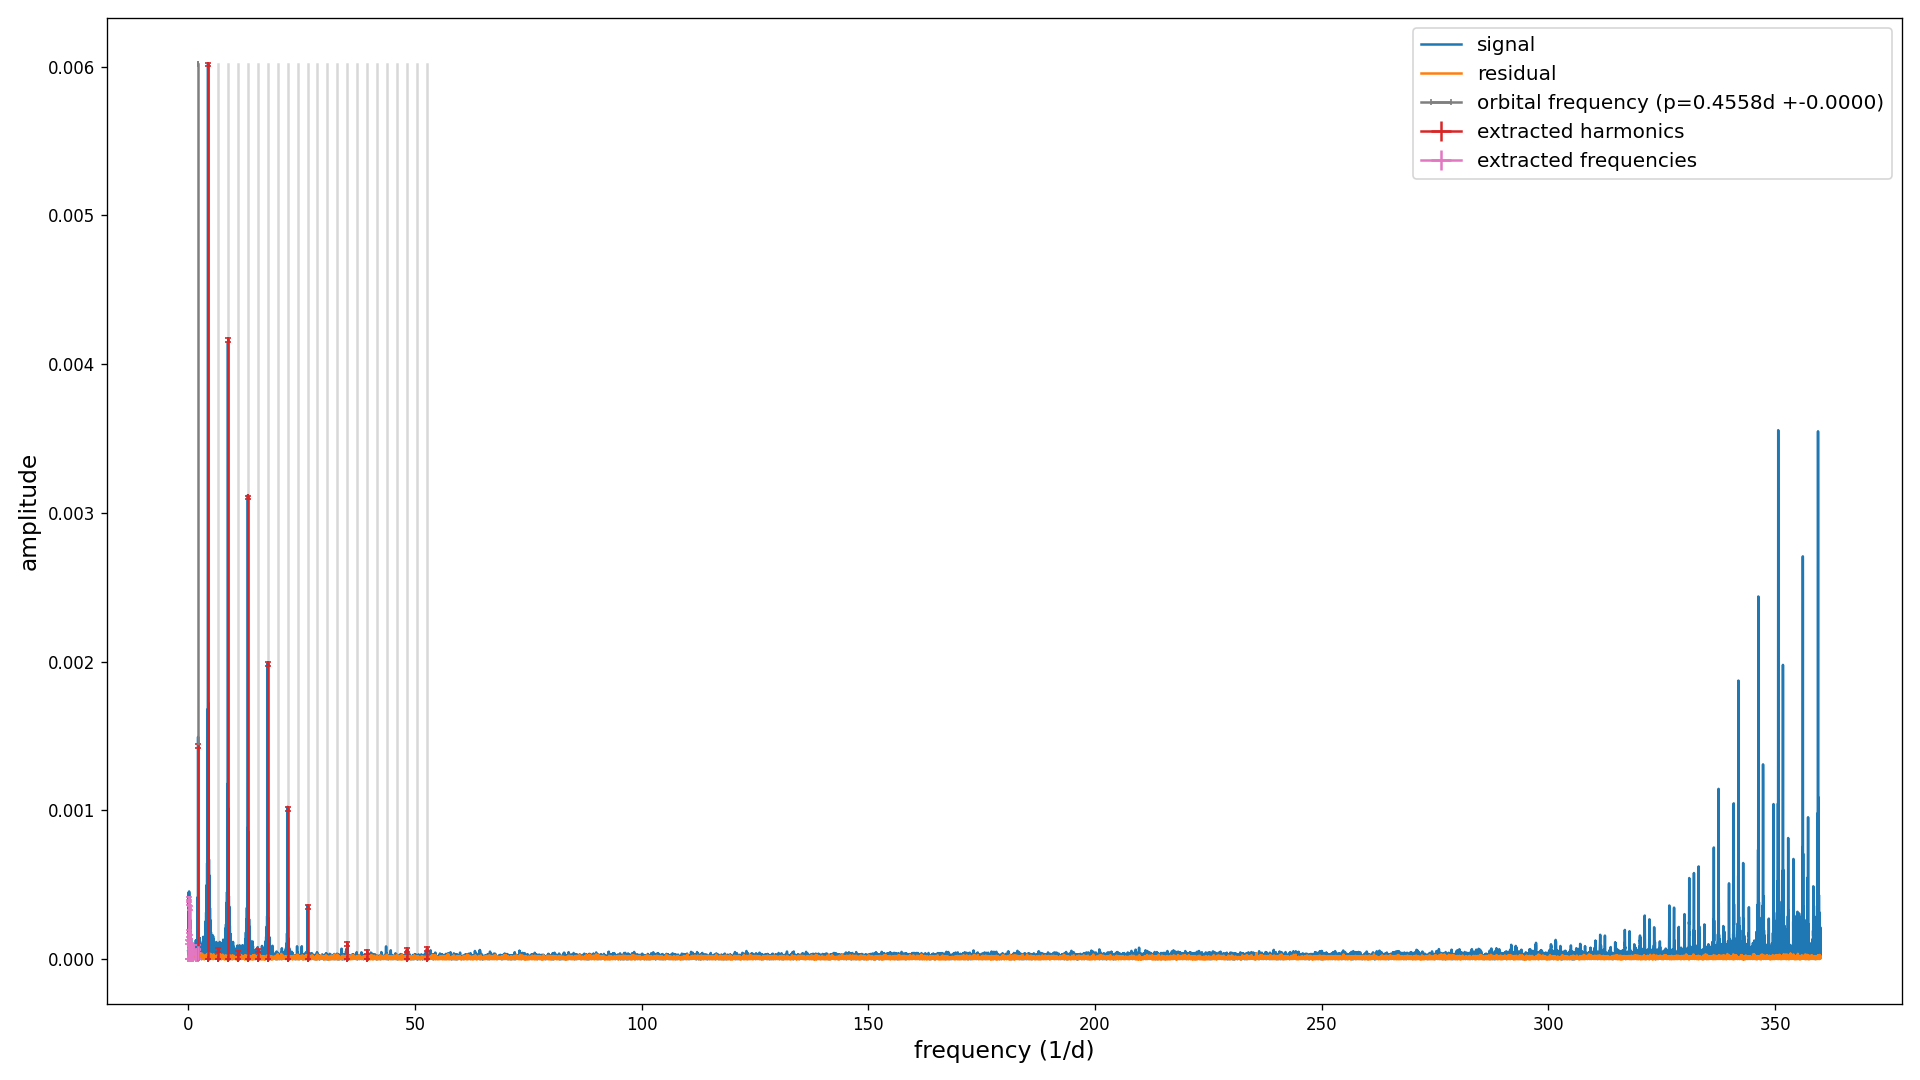 signal
residual
orbital frequency (p=0.4558d +-0.0000)
extracted harmonics
extracted frequencies
amplitude
0.006
0.005
0.004
0.003
0.002
0.001
0.000
0 50 100 150 200 250 300 350
frequency (1/d)